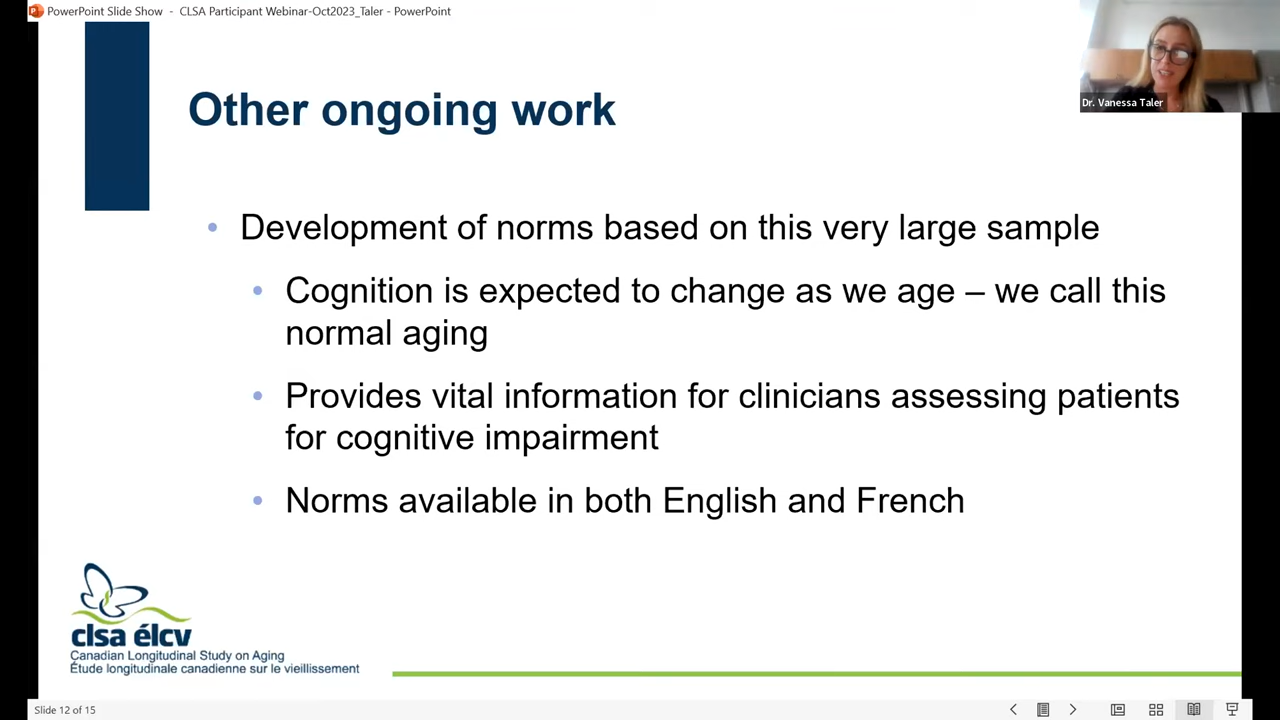 PowerPoint Slide Show - CLSA Participant Webinar-Oct2023_Taler - PowerPoint
Dr. Vanessa Taler
Other ongoing work
• Development of norms based on this very large sample
• Cognition is expected to change as we age – we call this
normal aging
• Provides vital information for clinicians assessing patients
for cognitive impairment
• Norms available in both English and French
clsa élcv
Canadian Longitudinal Study on Aging
Étude longitudinale canadienne sur le vieillissement
Slide 12 of 15